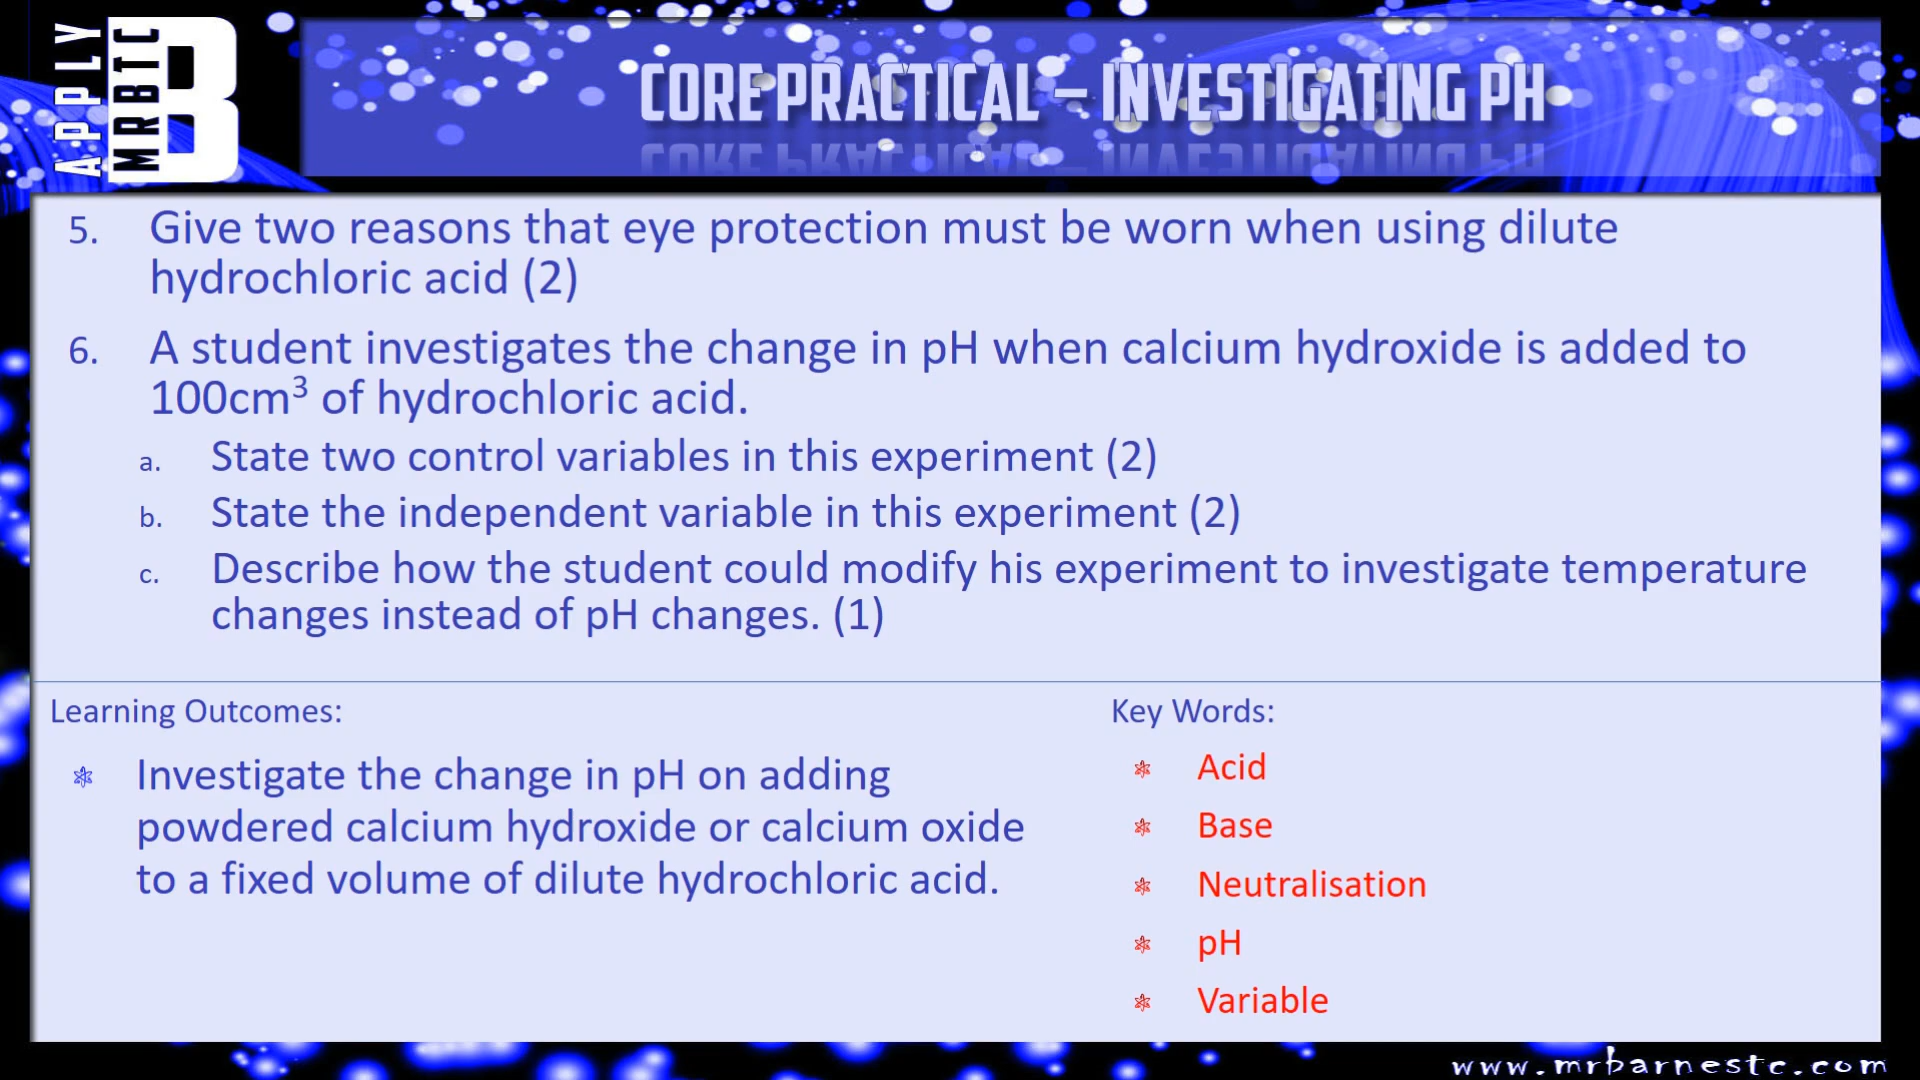 APPLY
MRBTC
B
CORE PRACTICAL – INVESTIGATING PH
5. Give two reasons that eye protection must be worn when using dilute
hydrochloric acid (2)
6. A student investigates the change in pH when calcium hydroxide is added to
100cm³ of hydrochloric acid.
a. State two control variables in this experiment (2)
b. State the independent variable in this experiment (2)
c. Describe how the student could modify his experiment to investigate temperature
changes instead of pH changes. (1)
Learning Outcomes:
Investigate the change in pH on adding
powdered calcium hydroxide or calcium oxide
to a fixed volume of dilute hydrochloric acid.
Key Words:
Acid
Base
Neutralisation
pH
Variable
www.mrbarnestc.com